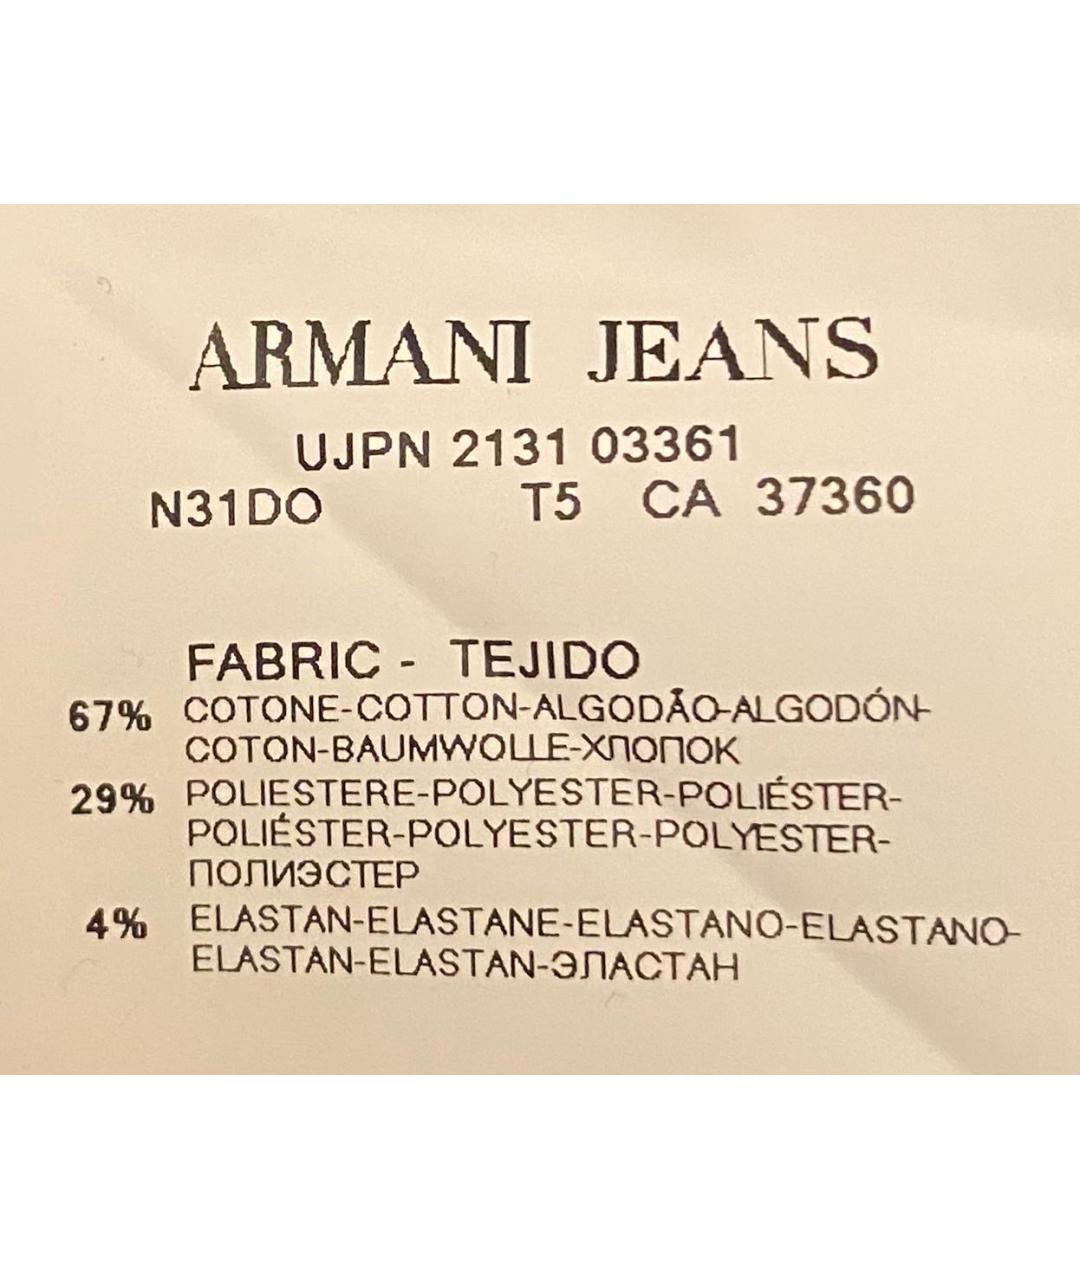 ARMANI JEANS
UJPN 2131 03361
N31DO T5 CA 37360
FABRIC - TEJIDO
67% COTONE-COTTON-ALGODÃO-ALGODÓN-
COTON-BAUMWOLLE-ХЛОПОК
29% POLIESTERE-POLYESTER-POLIÉSTER-
POLIÉSTER-POLYESTER-POLYESTER-
ПОЛИЭСТЕР
4% ELASTAN-ELASTANE-ELASTANO-ELASTANO-
ELASTAN-ELASTAN-ЭЛАСТАН